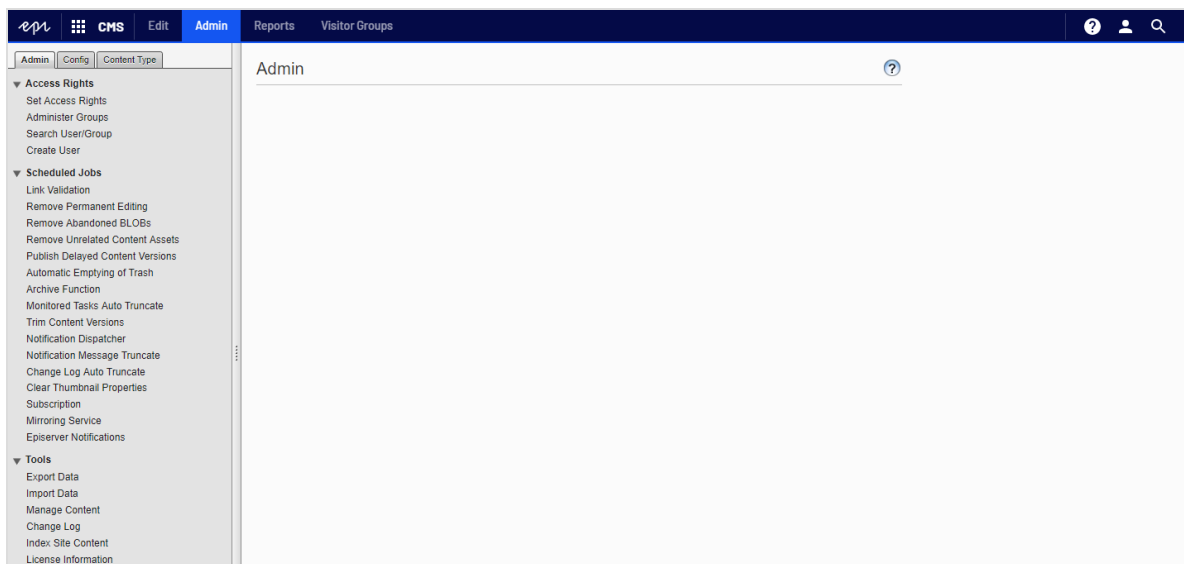 epi CMS Edit Admin Reports Visitor Groups ?
Admin Config Content Type
Admin ?
Access Rights
Set Access Rights
Administer Groups
Search User/Group
Create User
Scheduled Jobs
Link Validation
Remove Permanent Editing
Remove Abandoned BLOBs
Remove Unrelated Content Assets
Publish Delayed Content Versions
Automatic Emptying of Trash
Archive Function
Monitored Tasks Auto Truncate
Trim Content Versions
Notification Dispatcher
Notification Message Truncate
Change Log Auto Truncate
Clear Thumbnail Properties
Subscription
Mirroring Service
Episerver Notifications
Tools
Export Data
Import Data
Manage Content
Change Log
Index Site Content
License Information